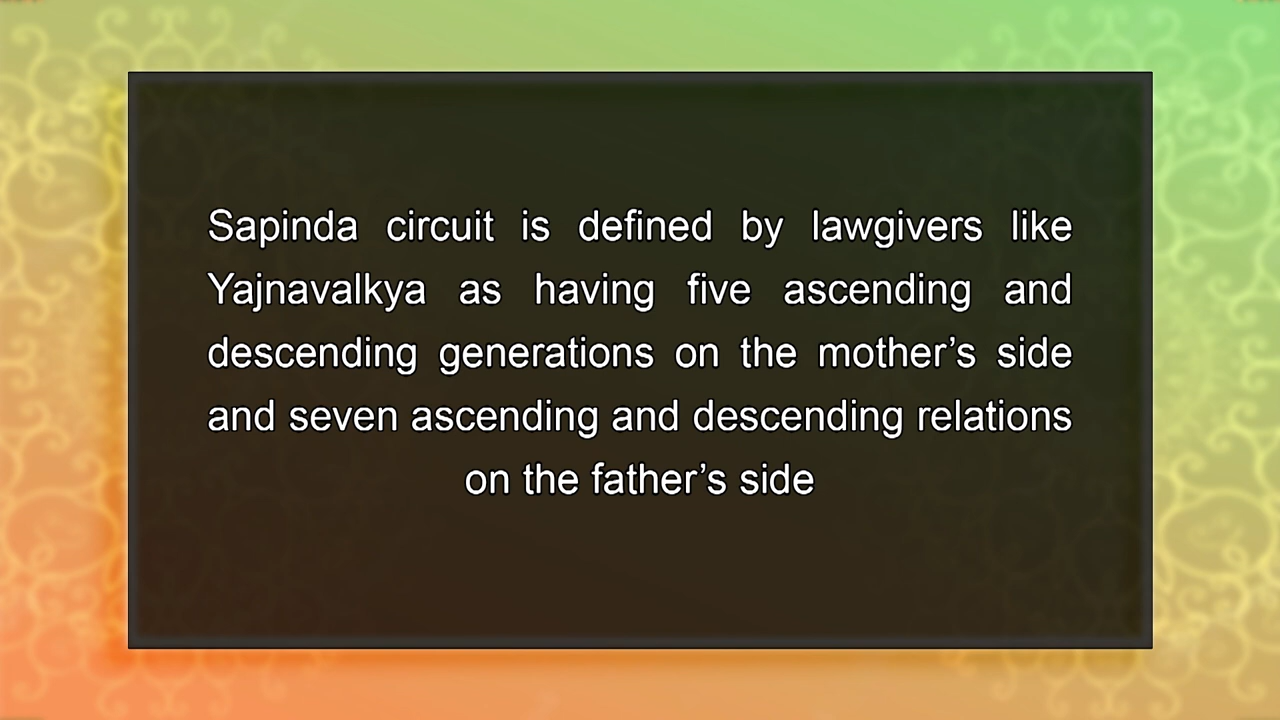 Sapinda circuit is defined by lawgivers like
Yajnavalkya as having five ascending and
descending generations on the mother’s side
and seven ascending and descending relations
on the father’s side